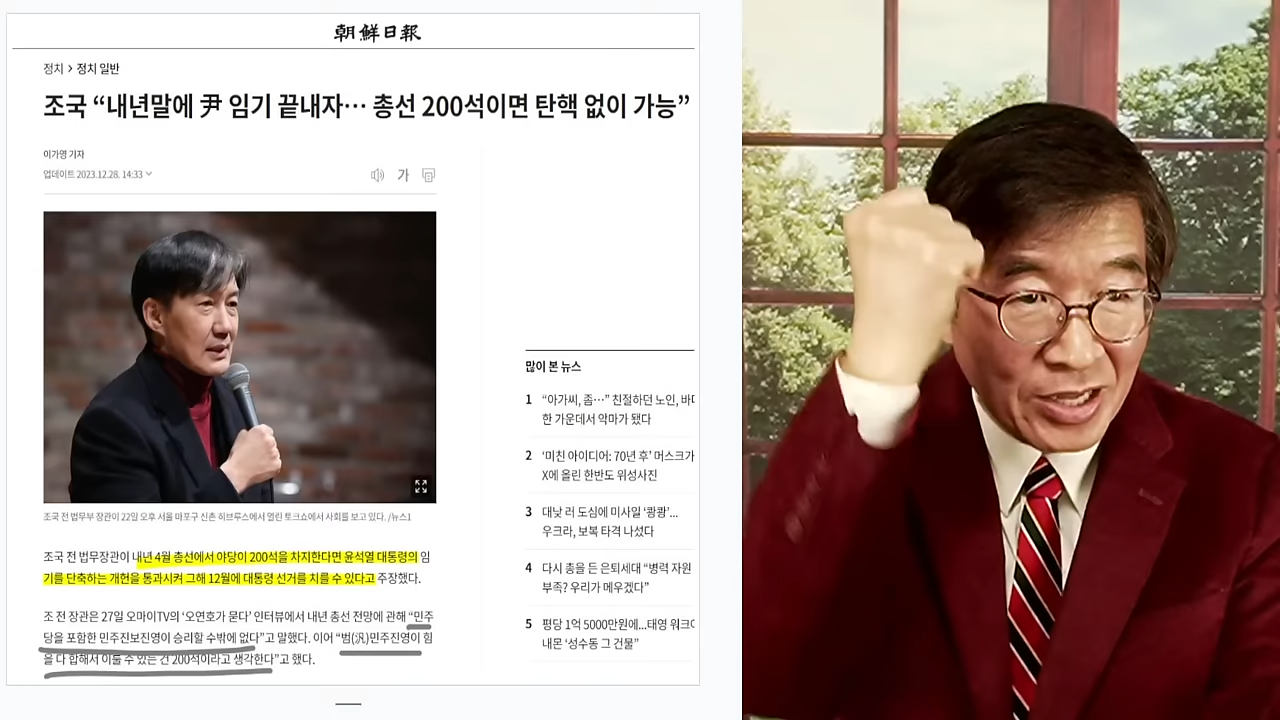 朝鮮日報
정치 > 정치 일반
조국 “내년말에 尹 임기 끝내자… 총선 200석이면 탄핵 없이 가능”
이가영 기자
업데이트 2023.12.28. 14:33
가
조국 전 법무부 장관이 22일 오후 서울 마포구 신촌 히브루스에서 열린 토크쇼에서 사회를 보고 있다. /뉴스1
조국 전 법무장관이 내년 4월 총선에서 야당이 200석을 차지한다면 윤석열 대통령의 임
기를 단축하는 개헌을 통과시켜 그해 12월에 대통령 선거를 치를 수 있다고 주장했다.
조 전 장관은 27일 오마이TV의 ‘오연호가 묻다’ 인터뷰에서 내년 총선 전망에 관해 “민주
당을 포함한 민주진보진영이 승리할 수밖에 없다”고 말했다. 이어 “범(汎)민주진영이 힘
을 다 합해서 이룰 수 있는 건 200석이라고 생각한다”고 했다.
많이 본 뉴스
1 “아가씨, 좀…” 친절하던 노인, 바다
한 가운데서 악마가 됐다
2 ‘미친 아이디어: 70년 후’ 머스크가
X에 올린 한반도 위성사진
3 대낮 러 도심에 미사일 ‘쾅쾅’...
우크라, 보복 타격 나섰다
4 다시 총을 든 은퇴세대 “병력 자원
부족? 우리가 메우겠다”
5 평당 1억 5000만원에...태영 워크
내몬 ‘성수동 그 건물’